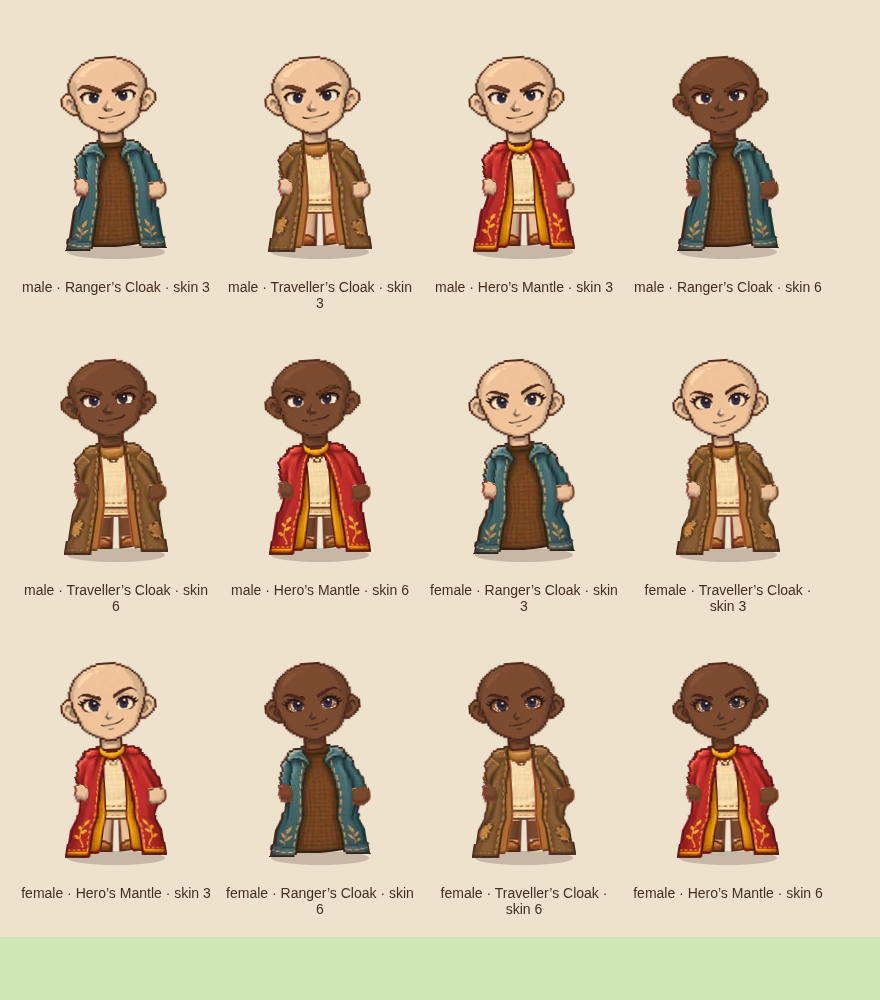 male · Ranger’s Cloak · skin 3
male · Traveller’s Cloak · skin
3
male · Hero’s Mantle · skin 3
male · Ranger’s Cloak · skin 6
male · Traveller’s Cloak · skin
6
male · Hero’s Mantle · skin 6
female · Ranger’s Cloak · skin
3
female · Traveller’s Cloak ·
skin 3
female · Hero’s Mantle · skin 3
female · Ranger’s Cloak · skin
6
female · Traveller’s Cloak ·
skin 6
female · Hero’s Mantle · skin 6